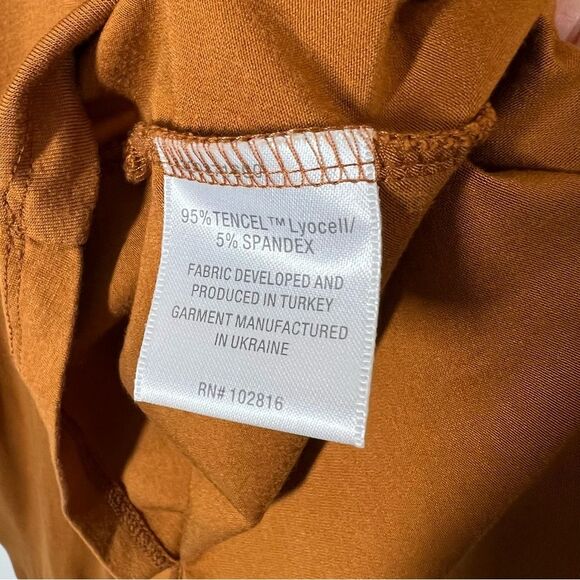 95%TENCEL™ Lyocell/
5% SPANDEX
FABRIC DEVELOPED AND
PRODUCED IN TURKEY
GARMENT MANUFACTURED
IN UKRAINE
RN# 102816